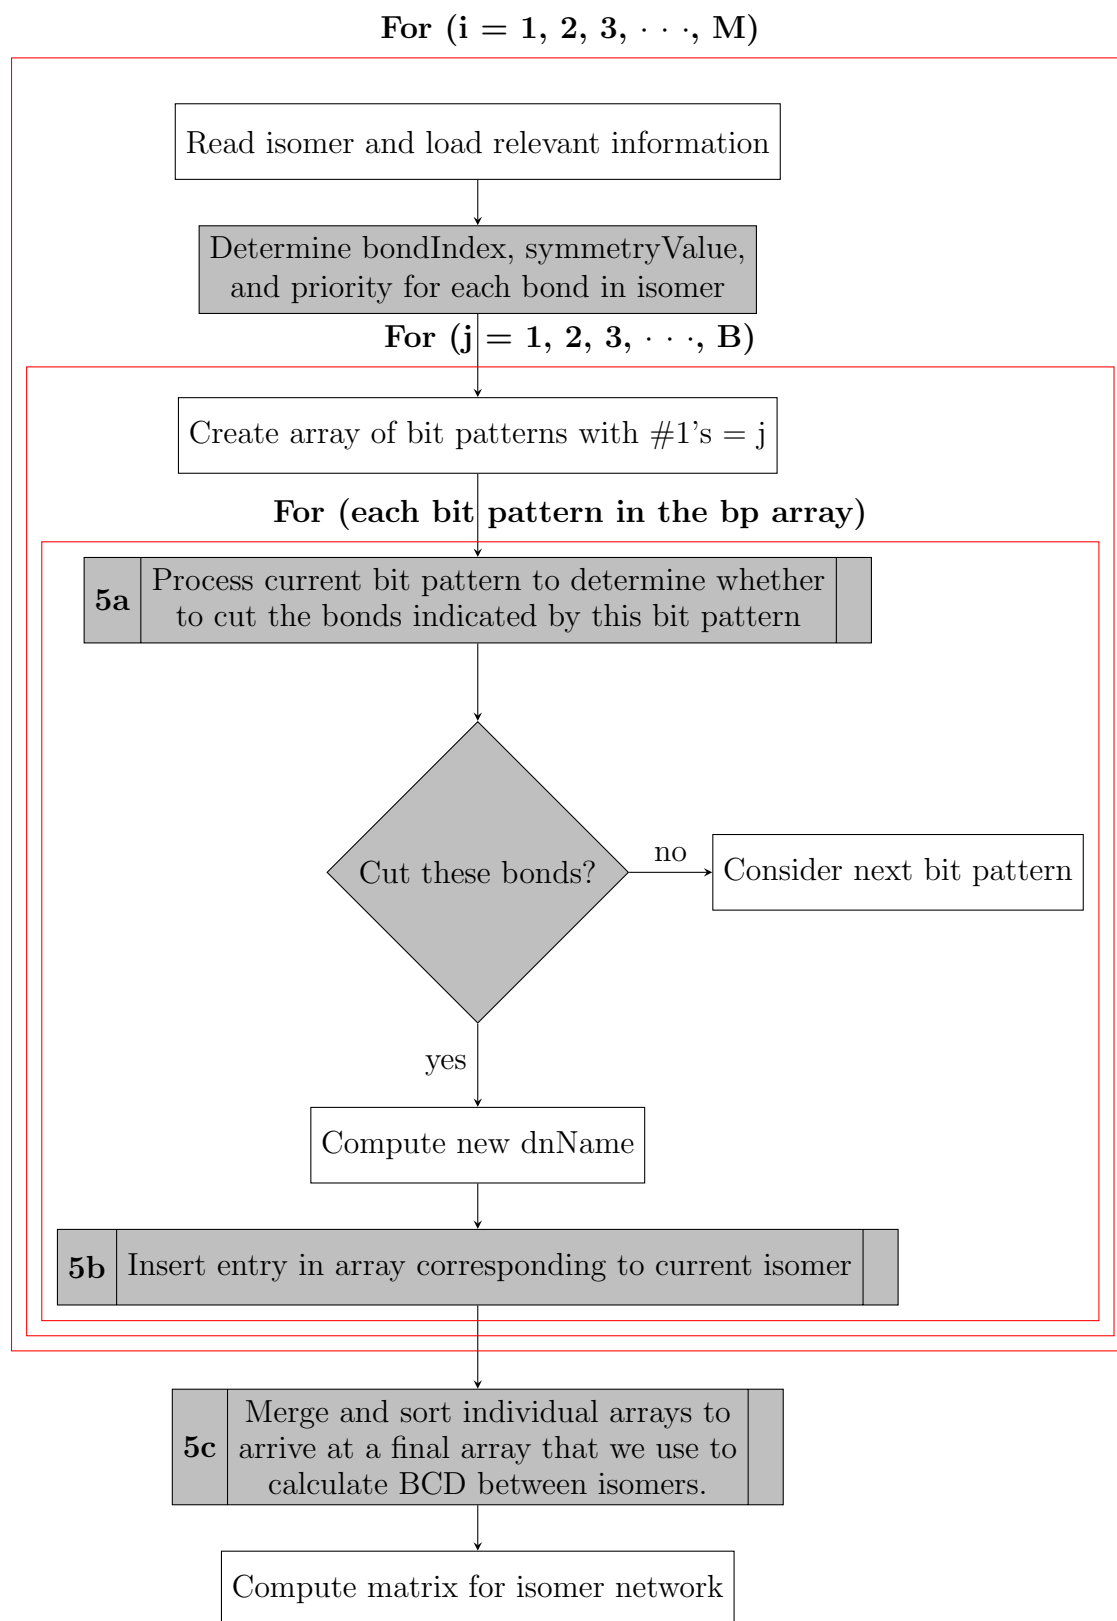 For (i = 1, 2, 3, · · ·, M)
Read isomer and load relevant information
Determine bondIndex, symmetryValue,
and priority for each bond in isomer
For (j = 1, 2, 3, · · ·, B)
Create array of bit patterns with #1's = j
For (each bit pattern in the bp array)
5a
Process current bit pattern to determine whether
to cut the bonds indicated by this bit pattern
Cut these bonds?
no
Consider next bit pattern
yes
Compute new dnName
5b
Insert entry in array corresponding to current isomer
5c
Merge and sort individual arrays to
arrive at a final array that we use to
calculate BCD between isomers.
Compute matrix for isomer network